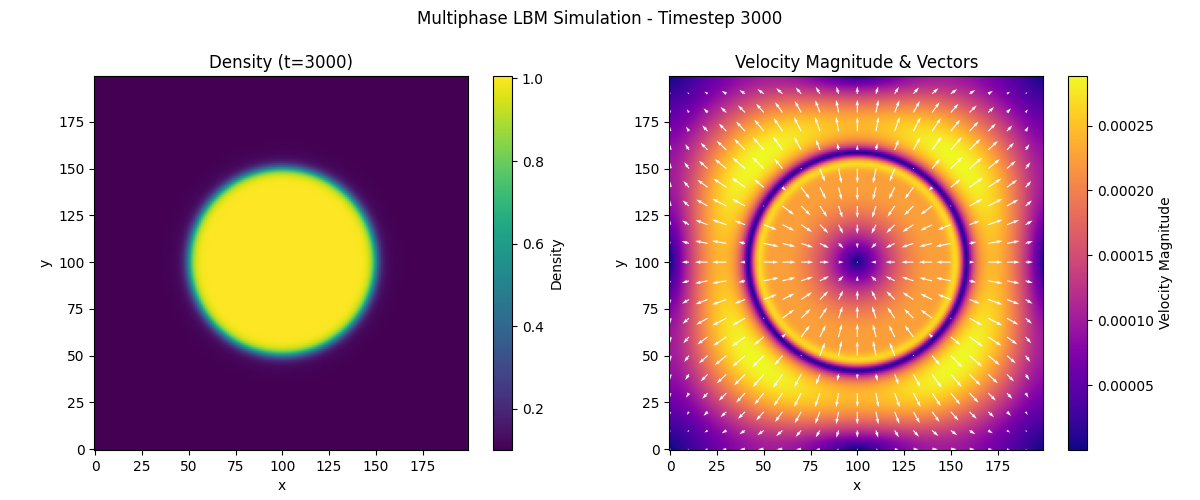 Multiphase LBM Simulation - Timestep 3000
Density (t=3000)
y
175
150
125
100
75
50
25
0
0 25 50 75 100 125 150 175
x
1.0
0.8
0.6
0.4
0.2
Density
Velocity Magnitude & Vectors
y
175
150
125
100
75
50
25
0
0 25 50 75 100 125 150 175
x
0.00025
0.00020
0.00015
0.00010
0.00005
Velocity Magnitude